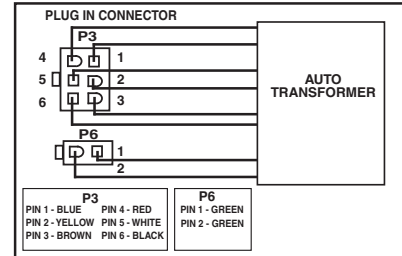 PLUG IN CONNECTOR
P3
4 1
5 2
6 3
AUTO
TRANSFORMER
P6
1
2
P3
PIN 1 - BLUE PIN 4 - RED
PIN 2 - YELLOW PIN 5 - WHITE
PIN 3 - BROWN PIN 6 - BLACK
P6
PIN 1 - GREEN
PIN 2 - GREEN